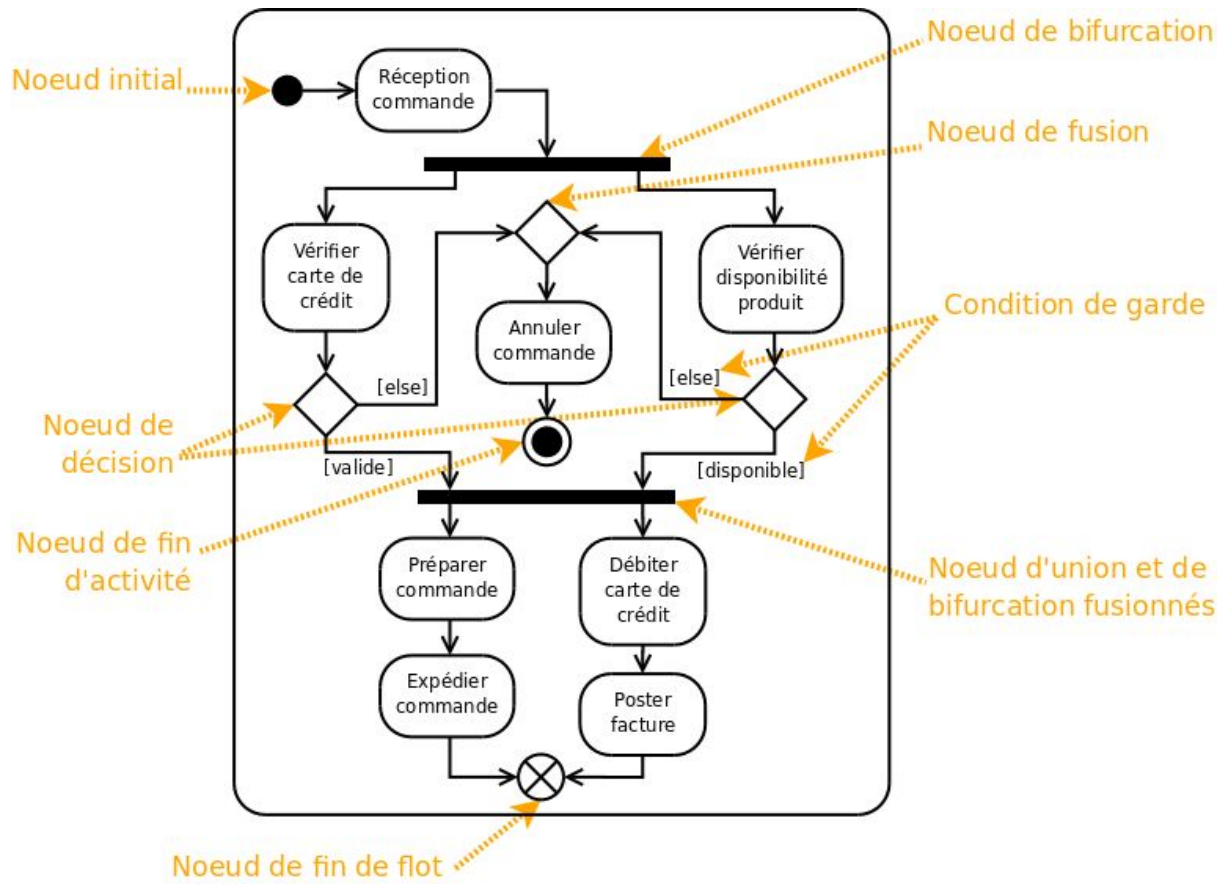 Noeud de bifurcation
Noeud initial
Réception
commande
Noeud de fusion
Vérifier
carte de
crédit
Vérifier
disponibilité
produit
Annuler
commande
Condition de garde
[else]
[else]
Noeud de
décision
[valide]
[disponible]
Noeud de fin
d'activité
Préparer
commande
Débiter
carte de
crédit
Noeud d'union et de
bifurcation fusionnés
Expédier
commande
Poster
facture
Noeud de fin de flot